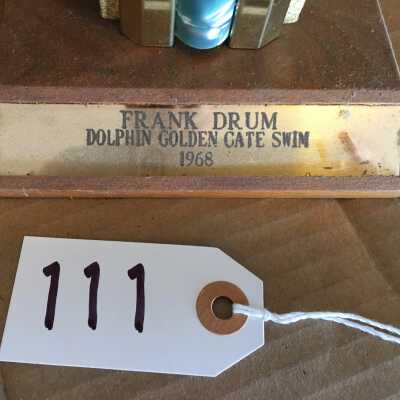 FRANK DRUM
DOLPHIN GOLDEN GATE SWIM
1968
111